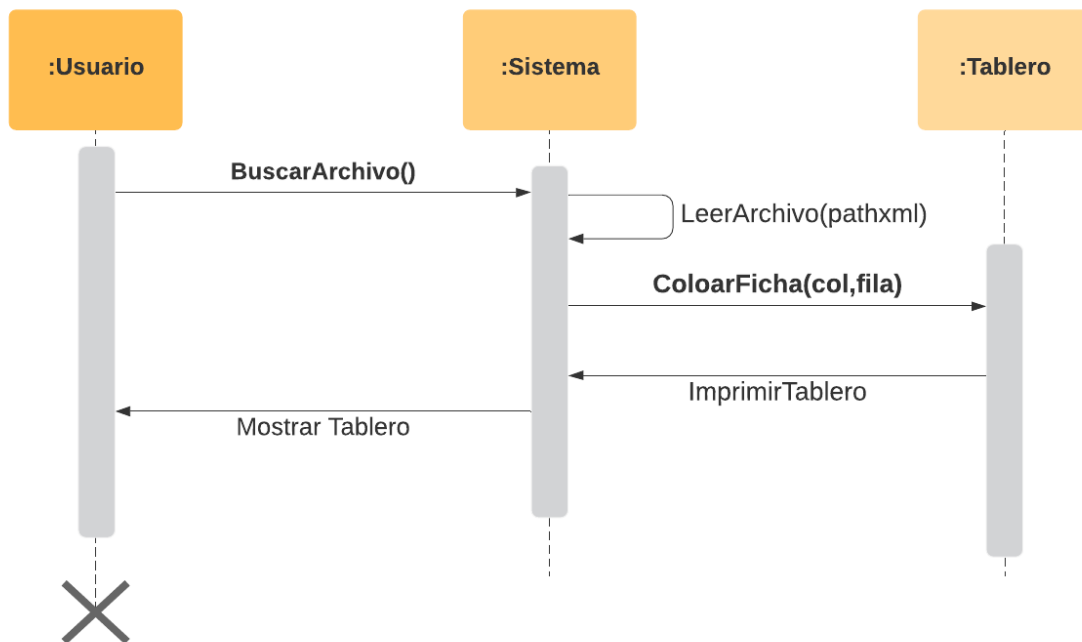 :Usuario
:Sistema
:Tablero
BuscarArchivo()
LeerArchivo(pathxml)
ColoarFicha(col,fila)
ImprimirTablero
Mostrar Tablero